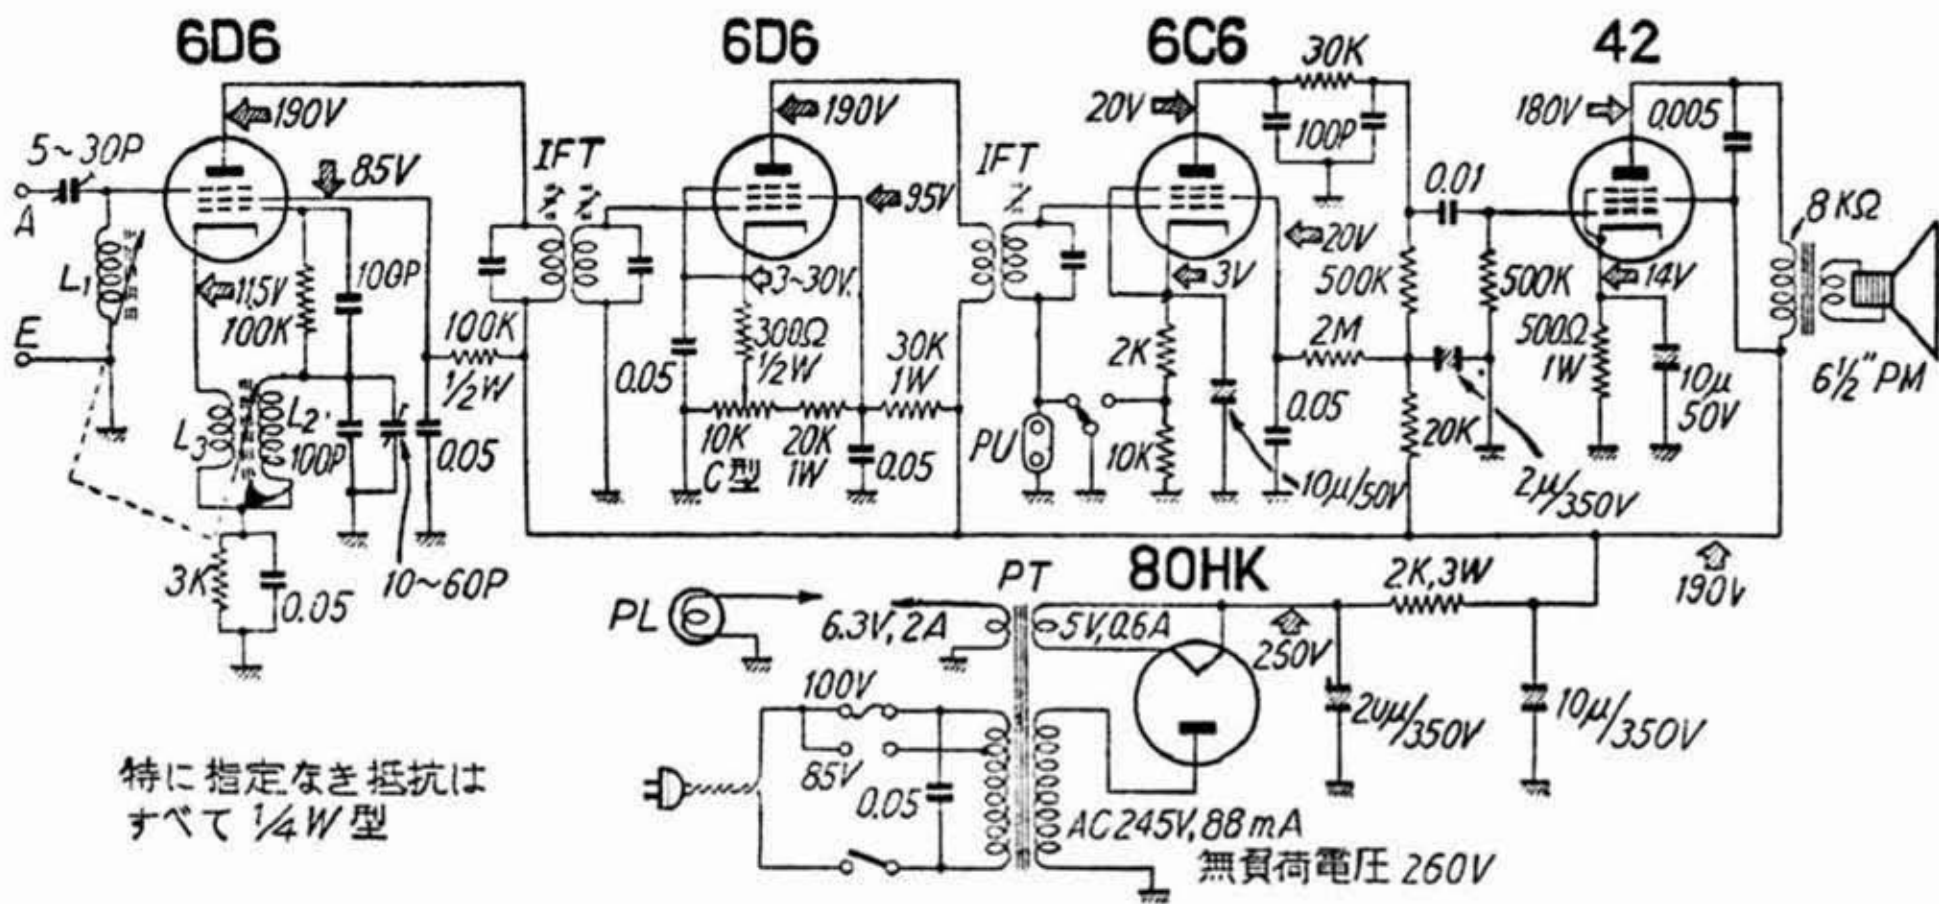 6D6
6D6
6C6
42
190V
5~30P
A
85V
L1
E
11.5V
100K
100P
L3
L2
100P
3K
0.05
10~60P
100K
1/2W
0.05
IFT
190V
95V
3~30V.
300Ω
1/2W
0.05
10K
C型
20K
1W
30K
1W
0.05
IFT
20V
30K
100P
20V
3V
2K
10K
PU
10μ/50V
0.05
2M
500K
20K
0.01
500K
2μ/350V
180V
0.005
14V
500Ω
1W
10μ
50V
8KΩ
6½″PM
190V
PL
6.3V,2A
PT
80HK
5V,0.6A
250V
2K,3W
20μ/350V
10μ/350V
100V
85V
0.05
AC245V,88mA
無負荷電圧 260V
特に指定なき抵抗は
すべて 1/4W 型